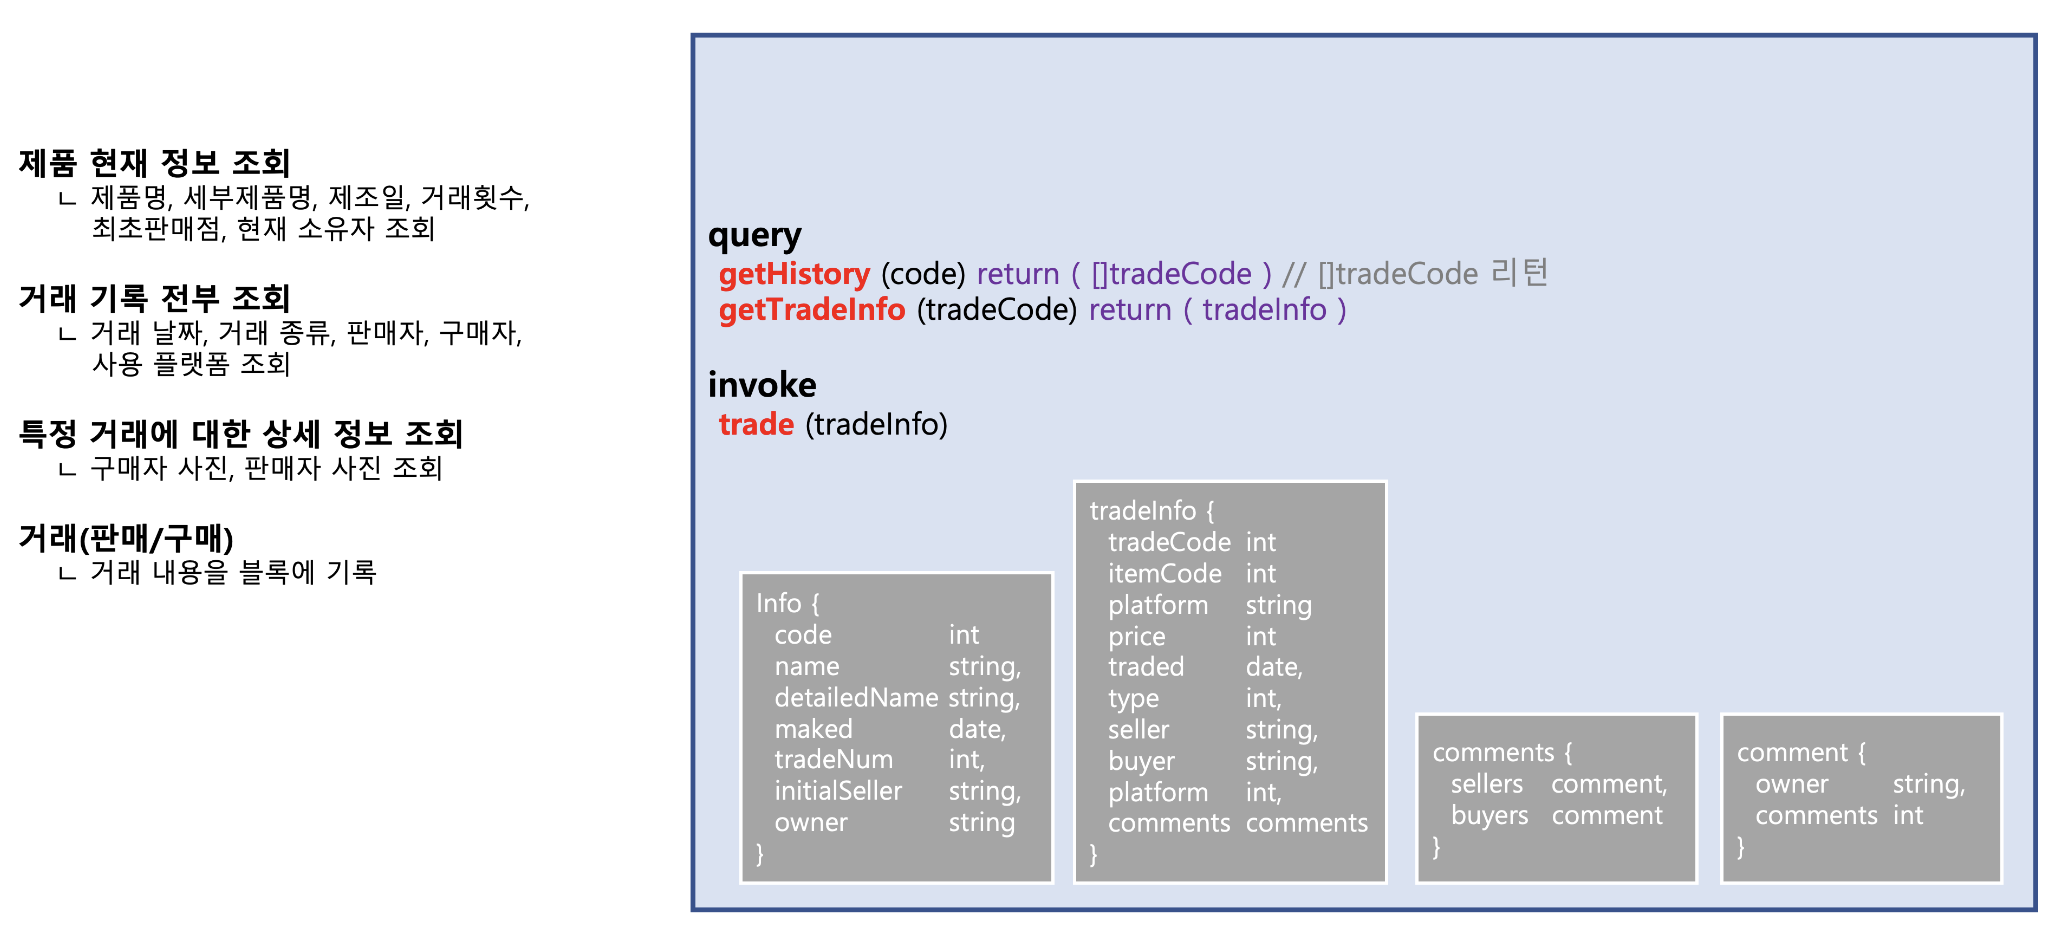 제품 현재 정보 조회
ㄴ 제품명, 세부제품명, 제조일, 거래횟수,
최초판매점, 현재 소유자 조회
거래 기록 전부 조회
ㄴ 거래 날짜, 거래 종류, 판매자, 구매자,
사용 플랫폼 조회
특정 거래에 대한 상세 정보 조회
ㄴ 구매자 사진, 판매자 사진 조회
거래(판매/구매)
ㄴ 거래 내용을 블록에 기록
query
getHistory (code) return ( []tradeCode ) // []tradeCode 리턴
getTradeInfo (tradeCode) return ( tradeInfo )
invoke
trade (tradeInfo)
Info {
code int
name string,
detailedName string,
maked date,
tradeNum int,
initialSeller string,
owner string
}
tradeInfo {
tradeCode int
itemCode int
platform string
price int
traded date,
type int,
seller string,
buyer string,
platform int,
comments comments
}
comments {
sellers comment,
buyers comment
}
comment {
owner string,
comments int
}